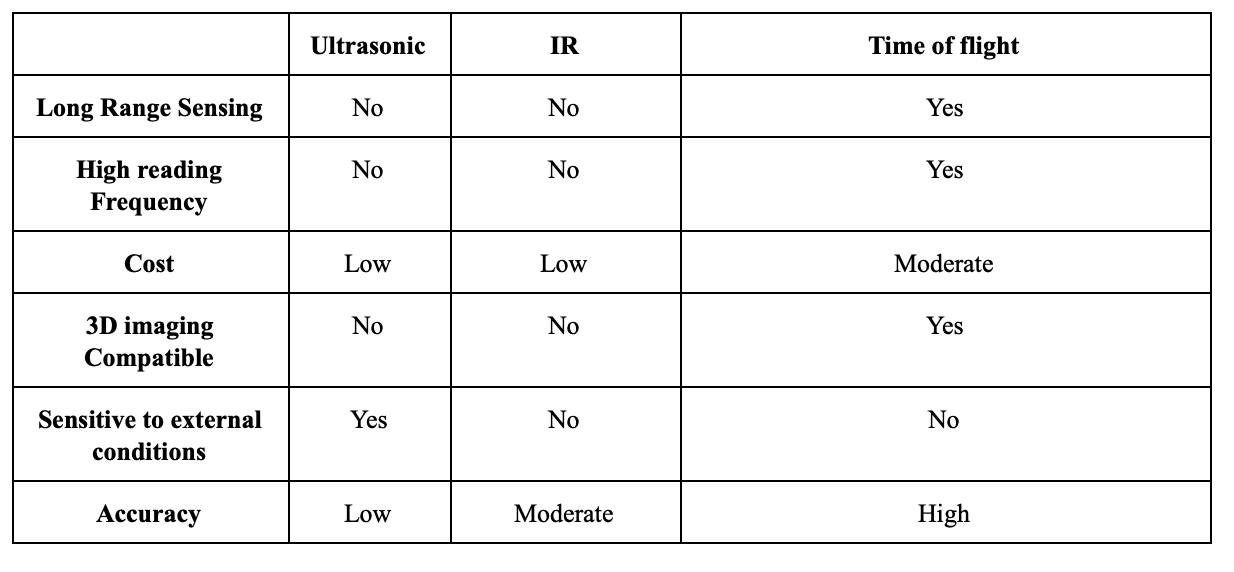 Ultrasonic IR Time of flight
Long Range Sensing No No Yes
High reading No No Yes
Frequency
Cost Low Low Moderate
3D imaging No No Yes
Compatible
Sensitive to external Yes No No
conditions
Accuracy Low Moderate High